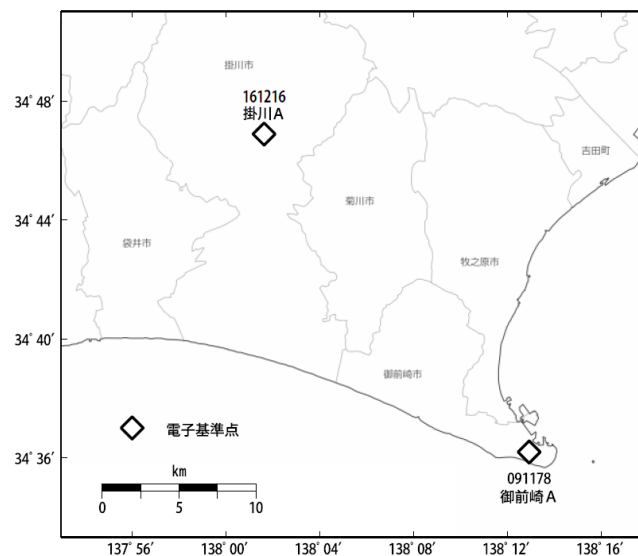 掛川市
34° 48′
161216
掛川A
吉田町
菊川市
34° 44′
袋井市
牧之原市
34° 40′
御前崎市
電子基準点
34° 36′
km
091178
0 5 10
御前崎A
137° 56′ 138° 00′ 138° 04′ 138° 08′ 138° 12′ 138° 16′